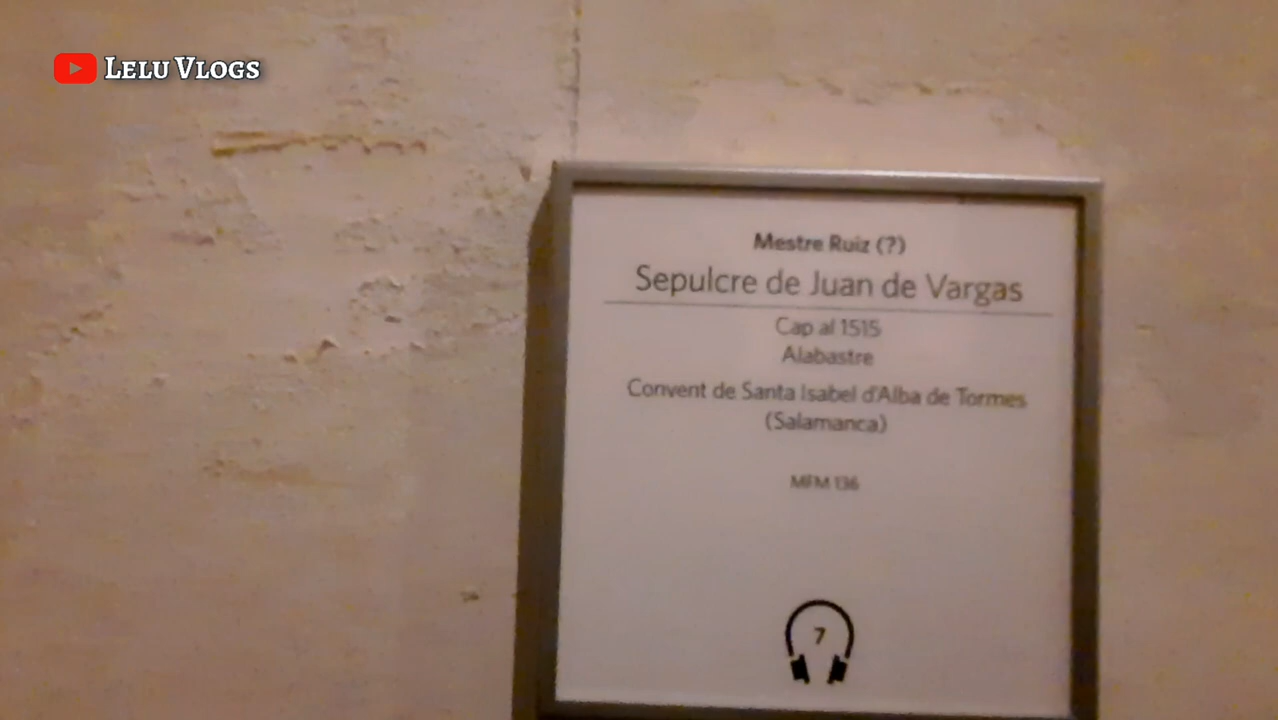 Lelu Vlogs
Mestre Ruiz (?)
Sepulcre de Juan de Vargas
Cap al 1515
Alabastre
Convent de Santa Isabel d'Alba de Tormes
(Salamanca)
MFM 136
7